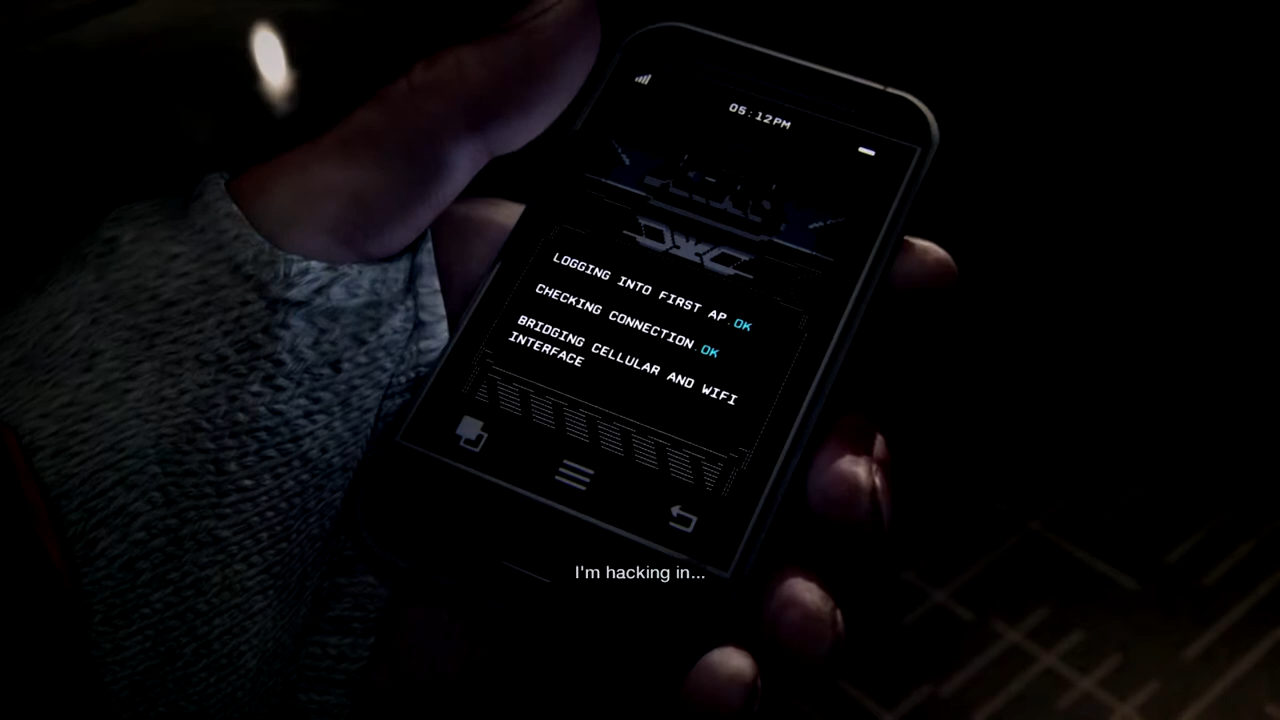 05:12PM
LOGGING INTO FIRST AP.OK
CHECKING CONNECTION.OK
BRIDGING CELLULAR AND WIFI
INTERFACE
I'm hacking in...